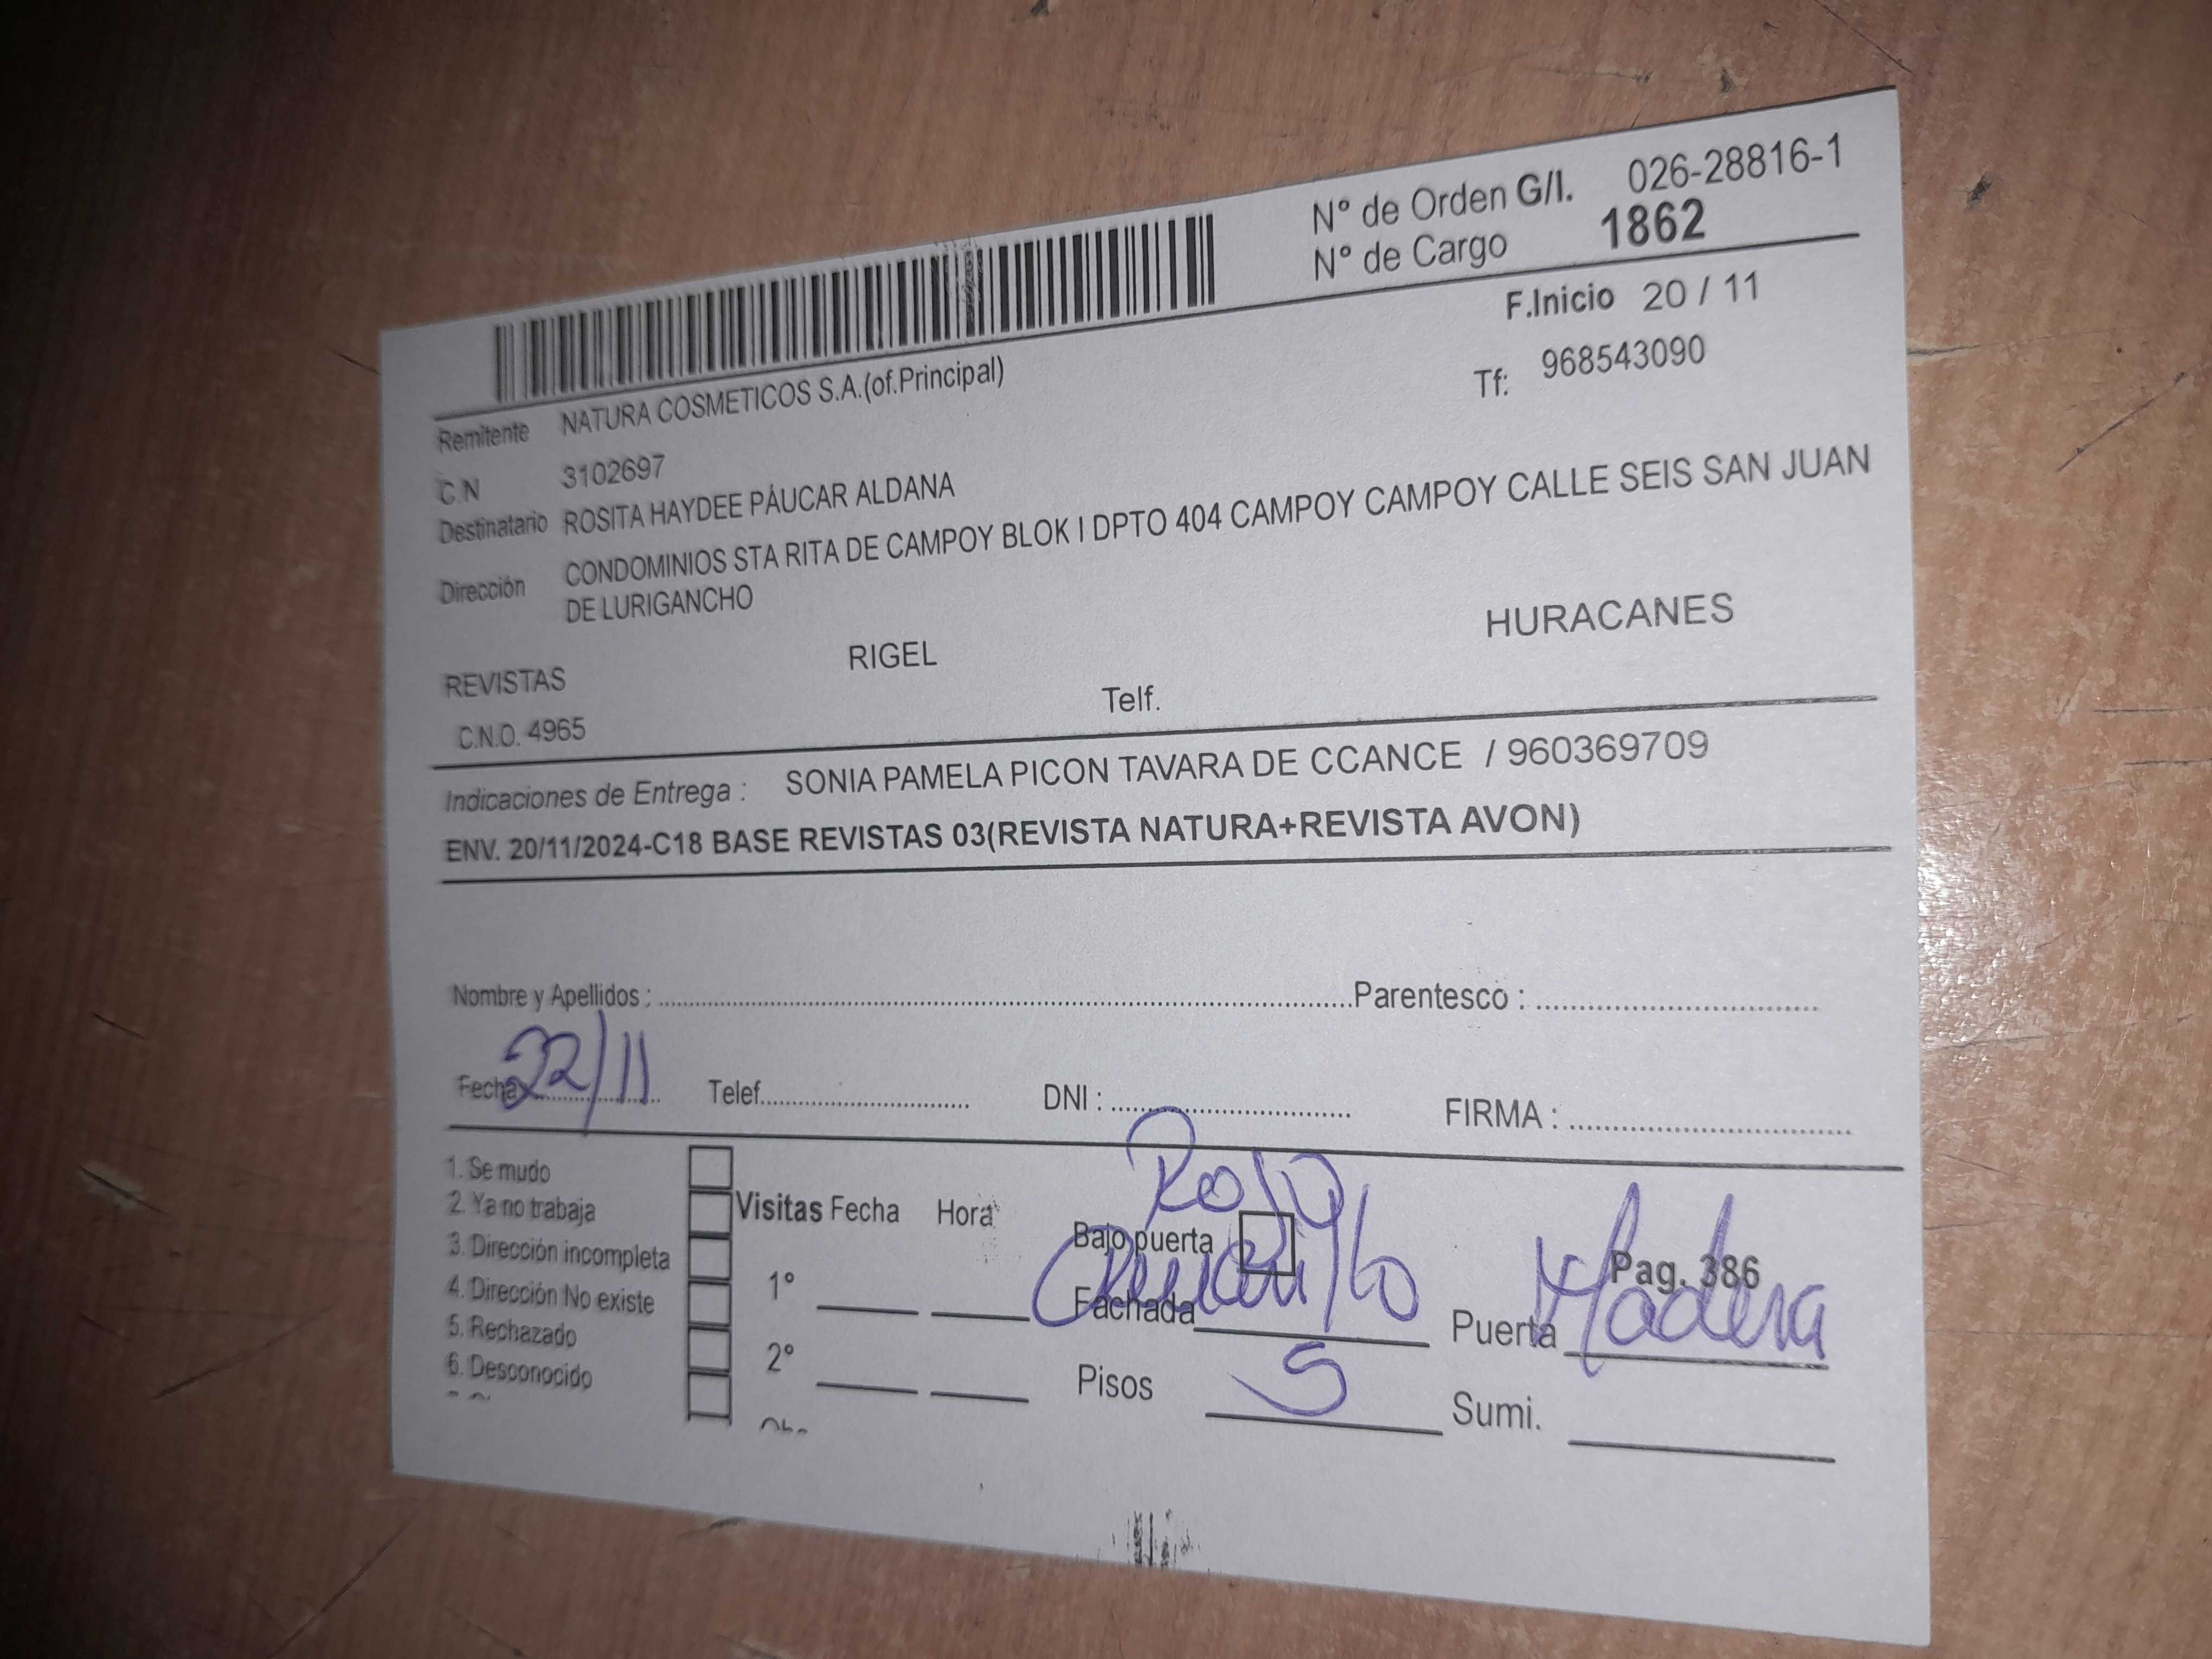 N° de Orden G/I. 026-28816-1
N° de Cargo 1862
F.Inicio 20 / 11
Remitente NATURA COSMETICOS S.A.(of.Principal)
Tf: 968543090
C N 3102697
Destinatario ROSITA HAYDEE PÁUCAR ALDANA
Dirección CONDOMINIOS STA RITA DE CAMPOY BLOK I DPTO 404 CAMPOY CAMPOY CALLE SEIS SAN JUAN
DE LURIGANCHO
REVISTAS RIGEL HURACANES
C.N.O. 4965 Telf.
Indicaciones de Entrega : SONIA PAMELA PICON TAVARA DE CCANCE / 960369709
ENV. 20/11/2024-C18 BASE REVISTAS 03(REVISTA NATURA+REVISTA AVON)
Nombre y Apellidos : Parentesco :
Fecha 22/11 Telef. DNI : FIRMA :
1. Se mudo
2. Ya no trabaja
3. Dirección incompleta
4. Dirección No existe
5. Rechazado
6. Desconocido
Visitas Fecha Hora
1°
2°
Rojo
Bajo puerta
Amarillo
Fachada
Pag. 386
Puerta Madera
Pisos 5
Sumi.